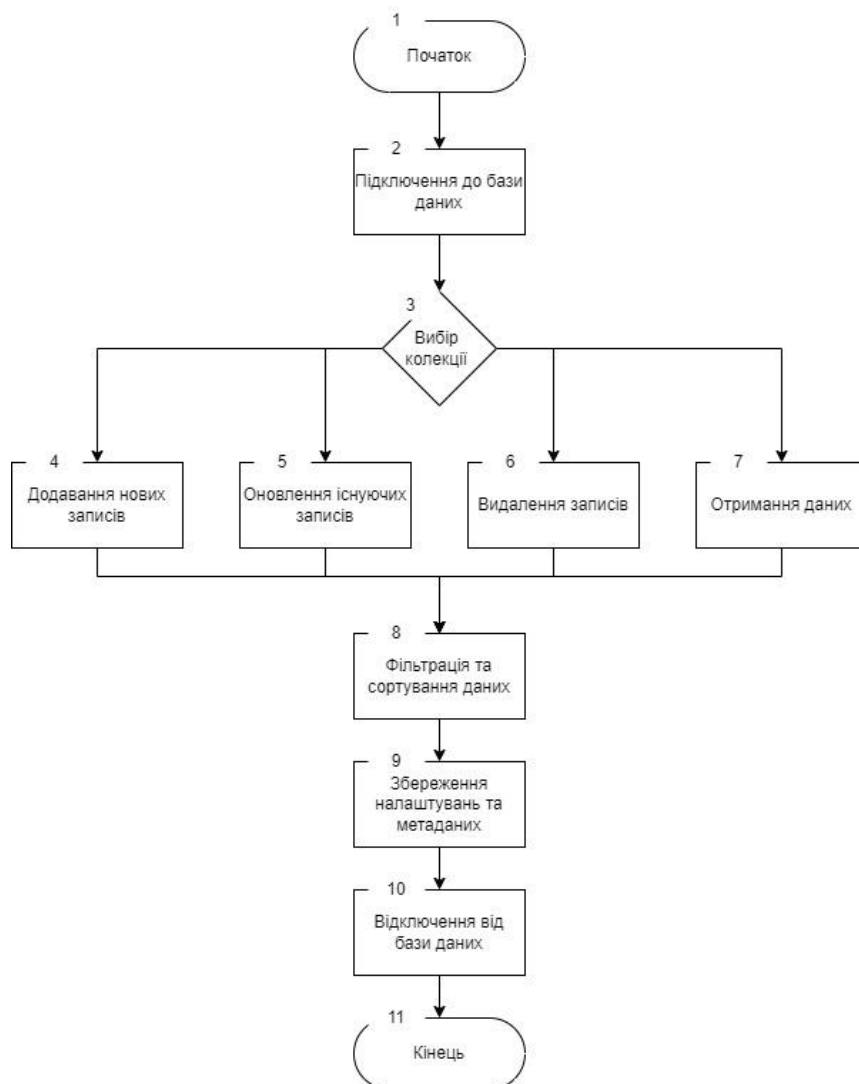 1
Початок
2
Підключення до бази
даних
3
Вибір
колекції
4
Додавання нових
записів
5
Оновлення існуючих
записів
6
Видалення записів
7
Отримання даних
8
Фільтрація та
сортування даних
9
Збереження
налаштувань та
метаданих
10
Відключення від
бази даних
11
Кінець